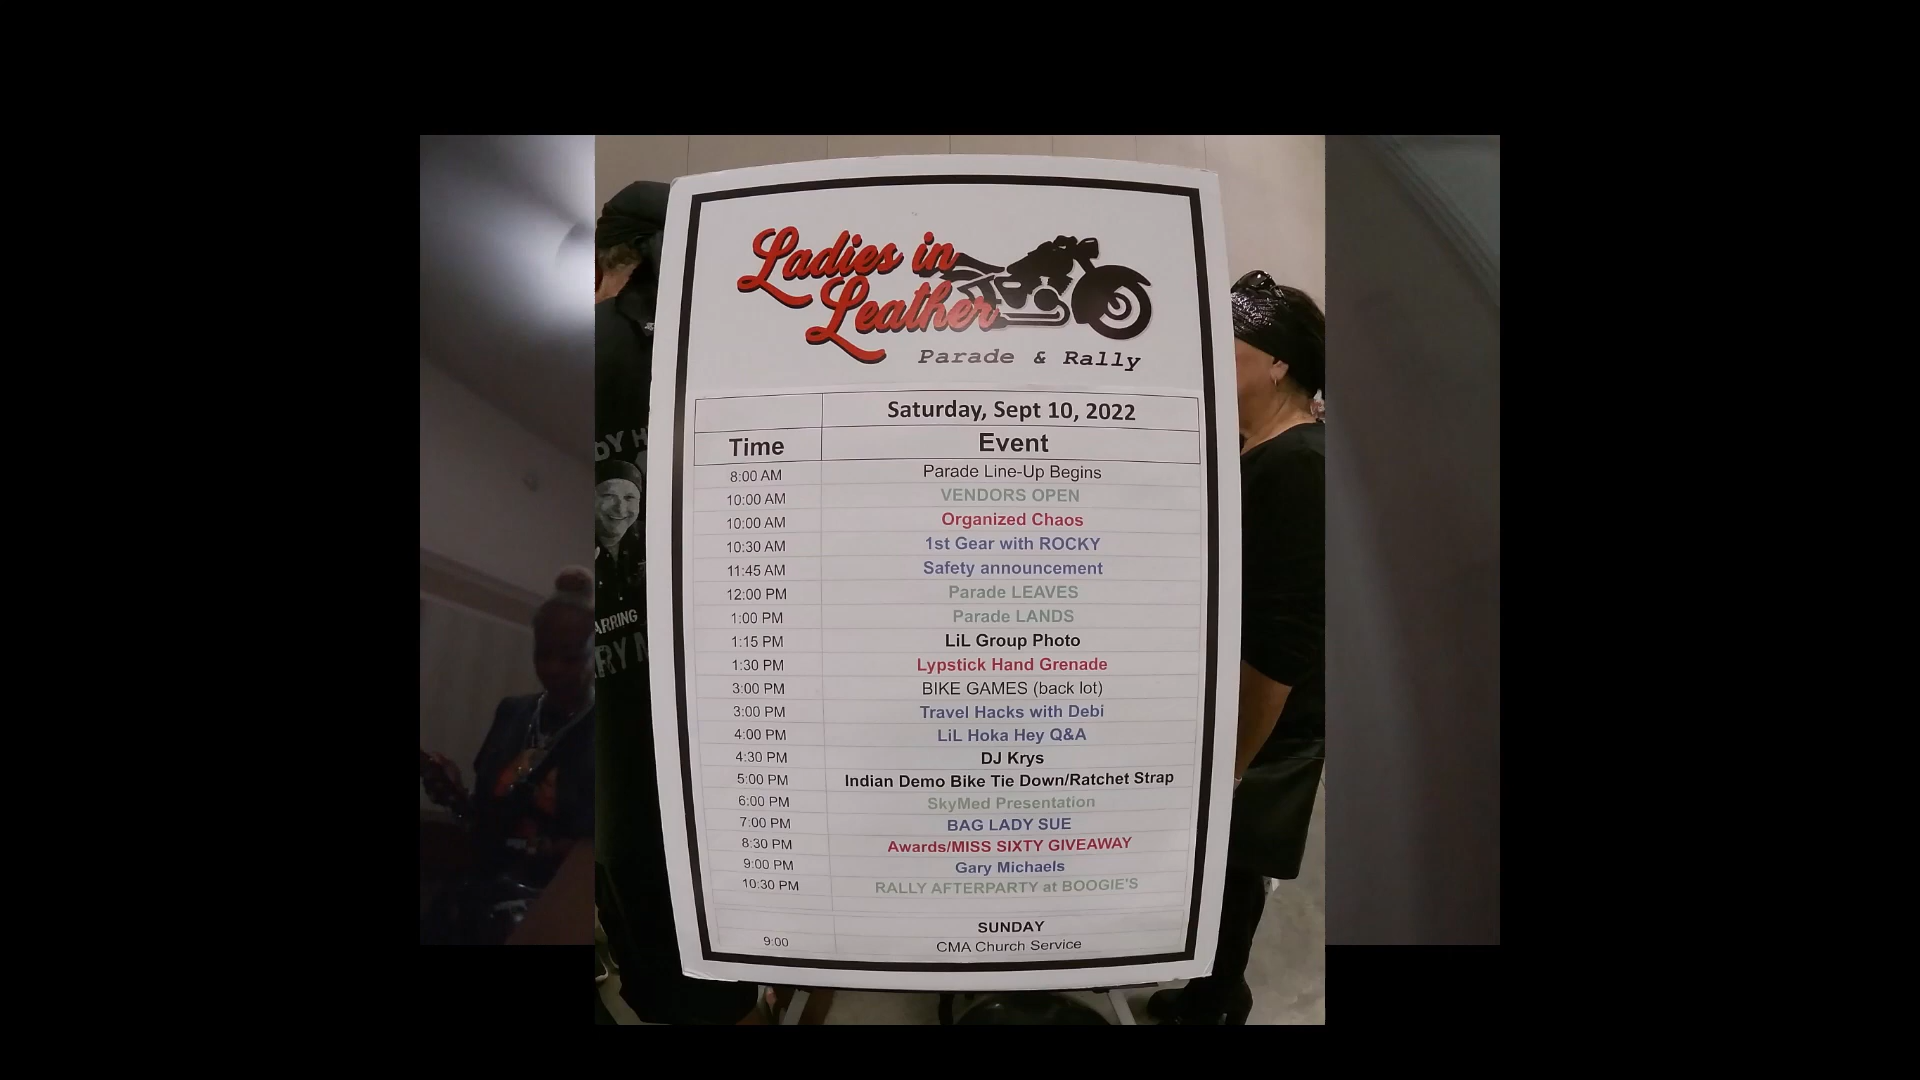 Ladies in
Leather
Parade & Rally
Saturday, Sept 10, 2022
Time Event
8:00 AM Parade Line-Up Begins
10:00 AM VENDORS OPEN
10:00 AM Organized Chaos
10:30 AM 1st Gear with ROCKY
11:45 AM Safety announcement
12:00 PM Parade LEAVES
1:00 PM Parade LANDS
1:15 PM LiL Group Photo
1:30 PM Lypstick Hand Grenade
3:00 PM BIKE GAMES (back lot)
3:00 PM Travel Hacks with Debi
4:00 PM LiL Hoka Hey Q&A
4:30 PM DJ Krys
5:00 PM Indian Demo Bike Tie Down/Ratchet Strap
6:00 PM SkyMed Presentation
7:00 PM BAG LADY SUE
8:30 PM Awards/MISS SIXTY GIVEAWAY
9:00 PM Gary Michaels
10:30 PM RALLY AFTERPARTY at BOOGIE'S
SUNDAY
9:00 CMA Church Service